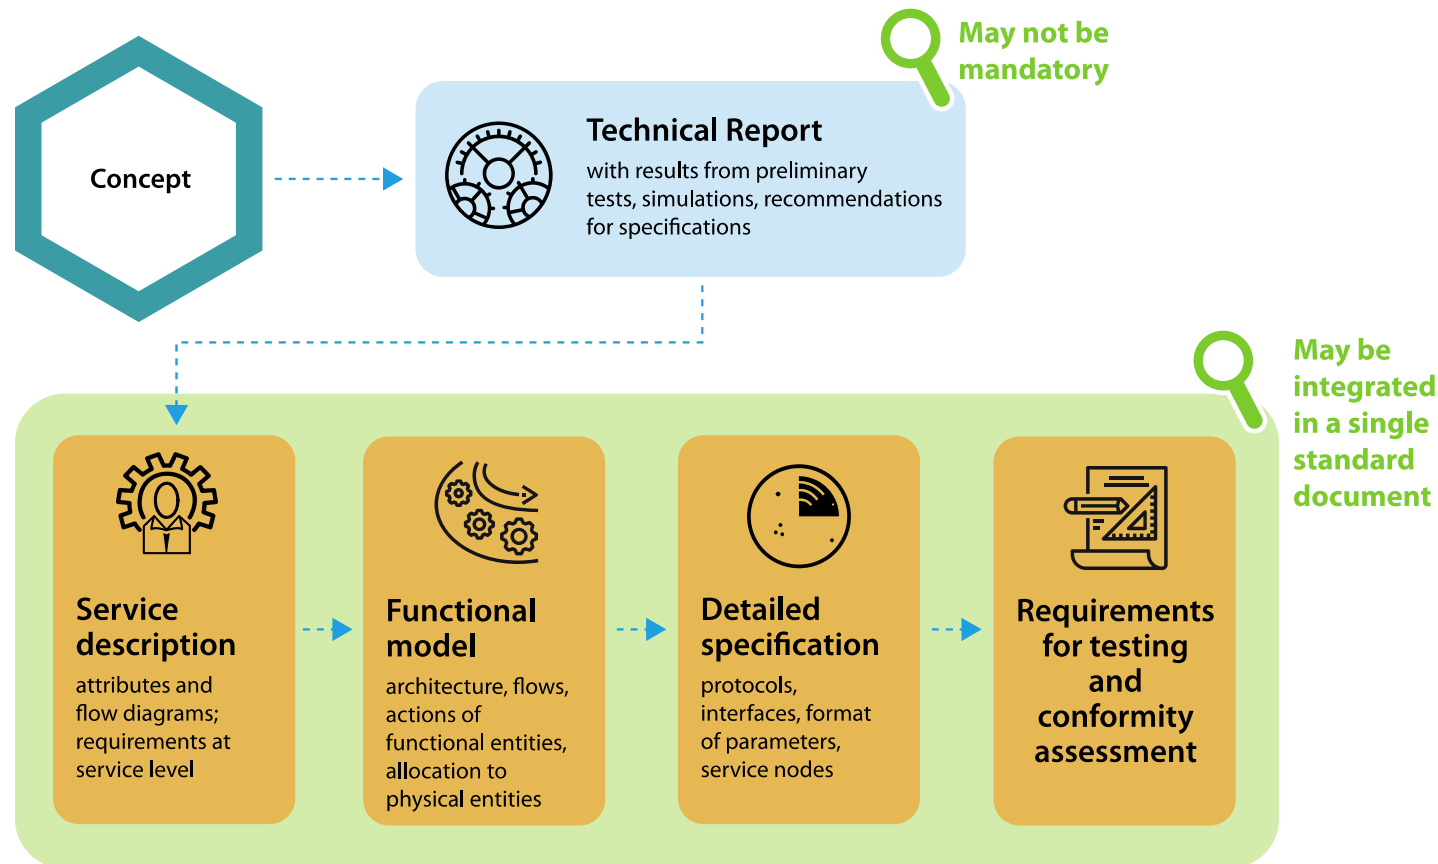 May not be
mandatory
Concept
Technical Report
with results from preliminary
tests, simulations, recommendations
for specifications
May be
integrated
in a single
standard
document
Service
description
attributes and
flow diagrams;
requirements at
service level
Functional
model
architecture, flows,
actions of
functional entities,
allocation to
physical entities
Detailed
specification
protocols,
interfaces, format
of parameters,
service nodes
Requirements
for testing
and
conformity
assessment